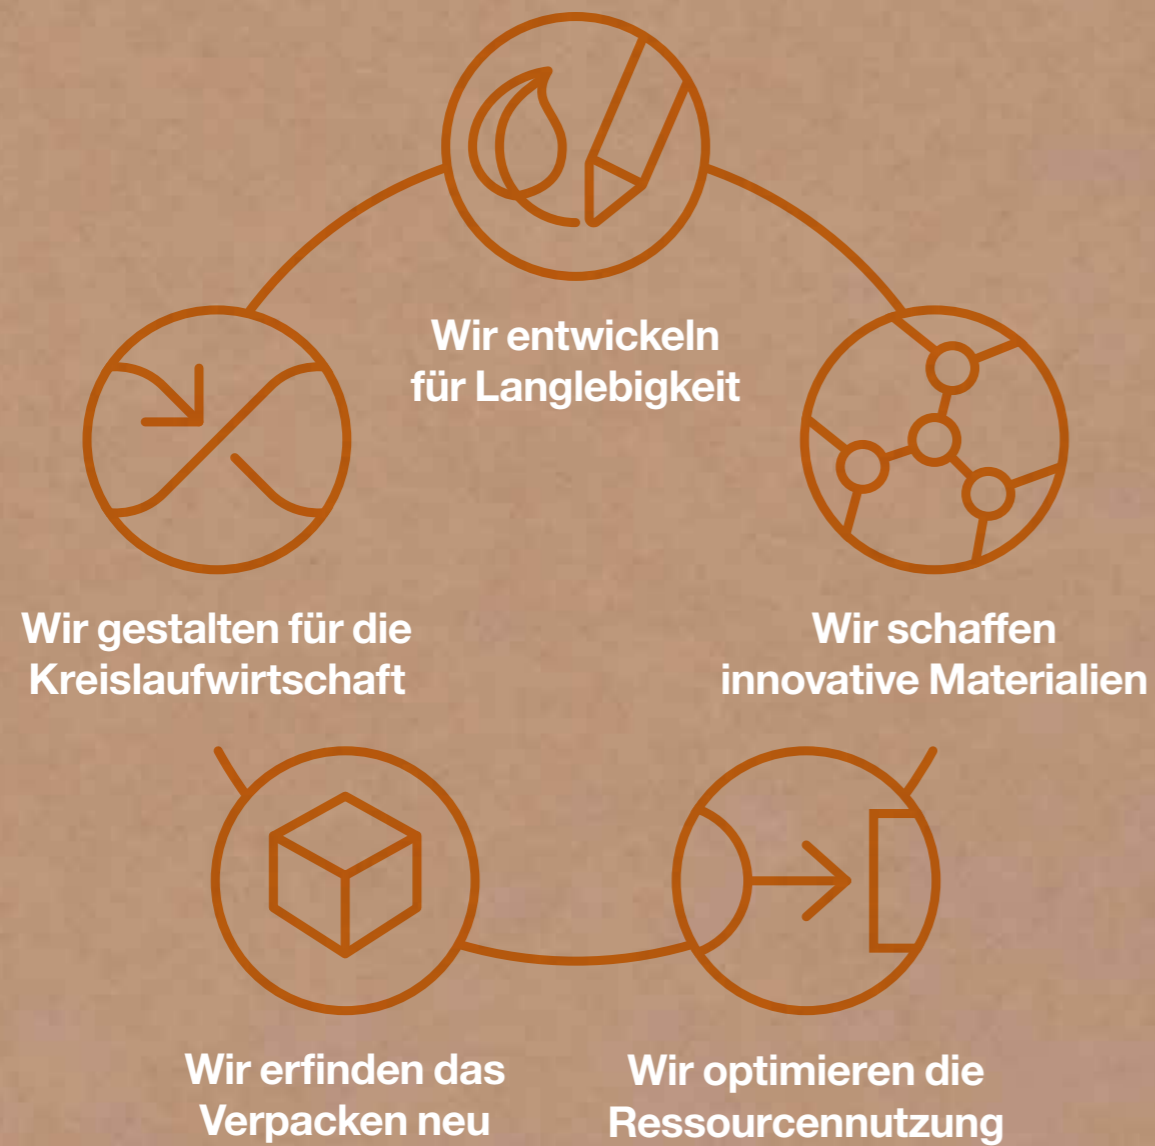 Wir entwickeln
für Langlebigkeit
Wir gestalten für die
Kreislaufwirtschaft
Wir schaffen
innovative Materialien
Wir erfinden das
Verpacken neu
Wir optimieren die
Ressourcennutzung